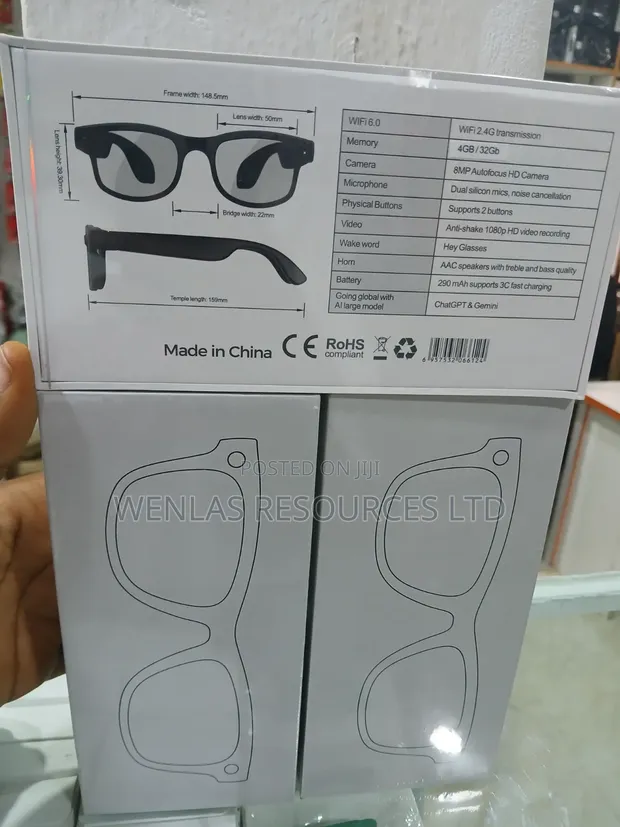 Frame width: 148.5mm
Lens width: 50mm
Lens height: 39.30mm
Bridge width: 22mm
Temple length: 159mm
WIFi 6.0 WiFi 2.4G transmission
Memory 4GB / 32Gb
Camera 8MP Autofocus HD Camera
Microphone Dual silicon mics, noise cancellation
Physical Buttons Supports 2 buttons
Video Anti-shake 1080p HD video recording
Wake word Hey Glasses
Horn AAC speakers with treble and bass quality
Battery 290 mAh supports 3C fast charging
Going global with
AI large model ChatGPT & Gemini
Made in China CE RoHS
compliant
6 957532 066124
POSTED ON JIJI
WENLAS RESOURCES LTD